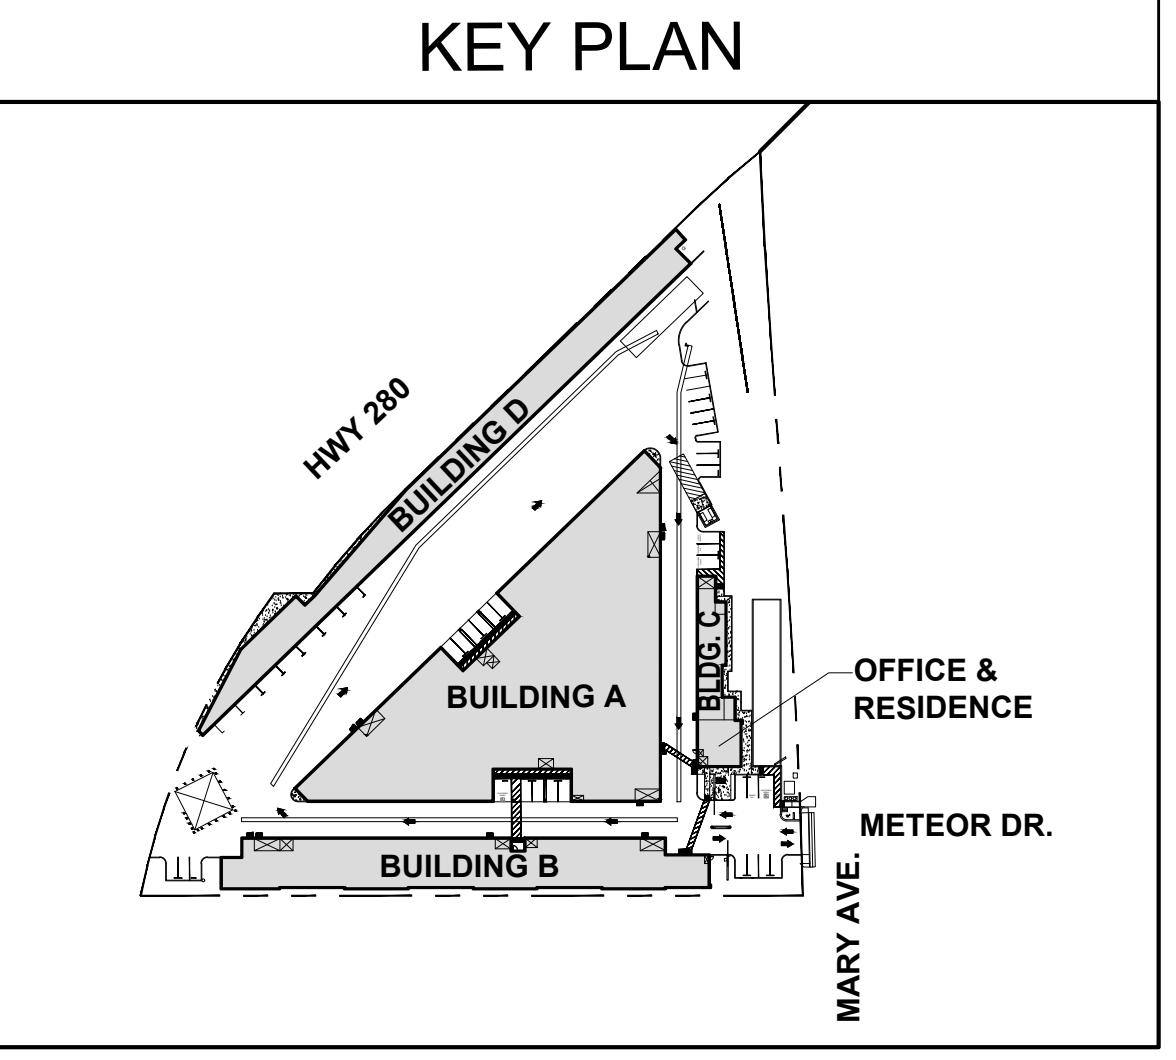 KEY PLAN
HWY 280
BUILDING D
BLDG. C
BUILDING A
OFFICE &
RESIDENCE
METEOR DR.
BUILDING B
MARY AVE.